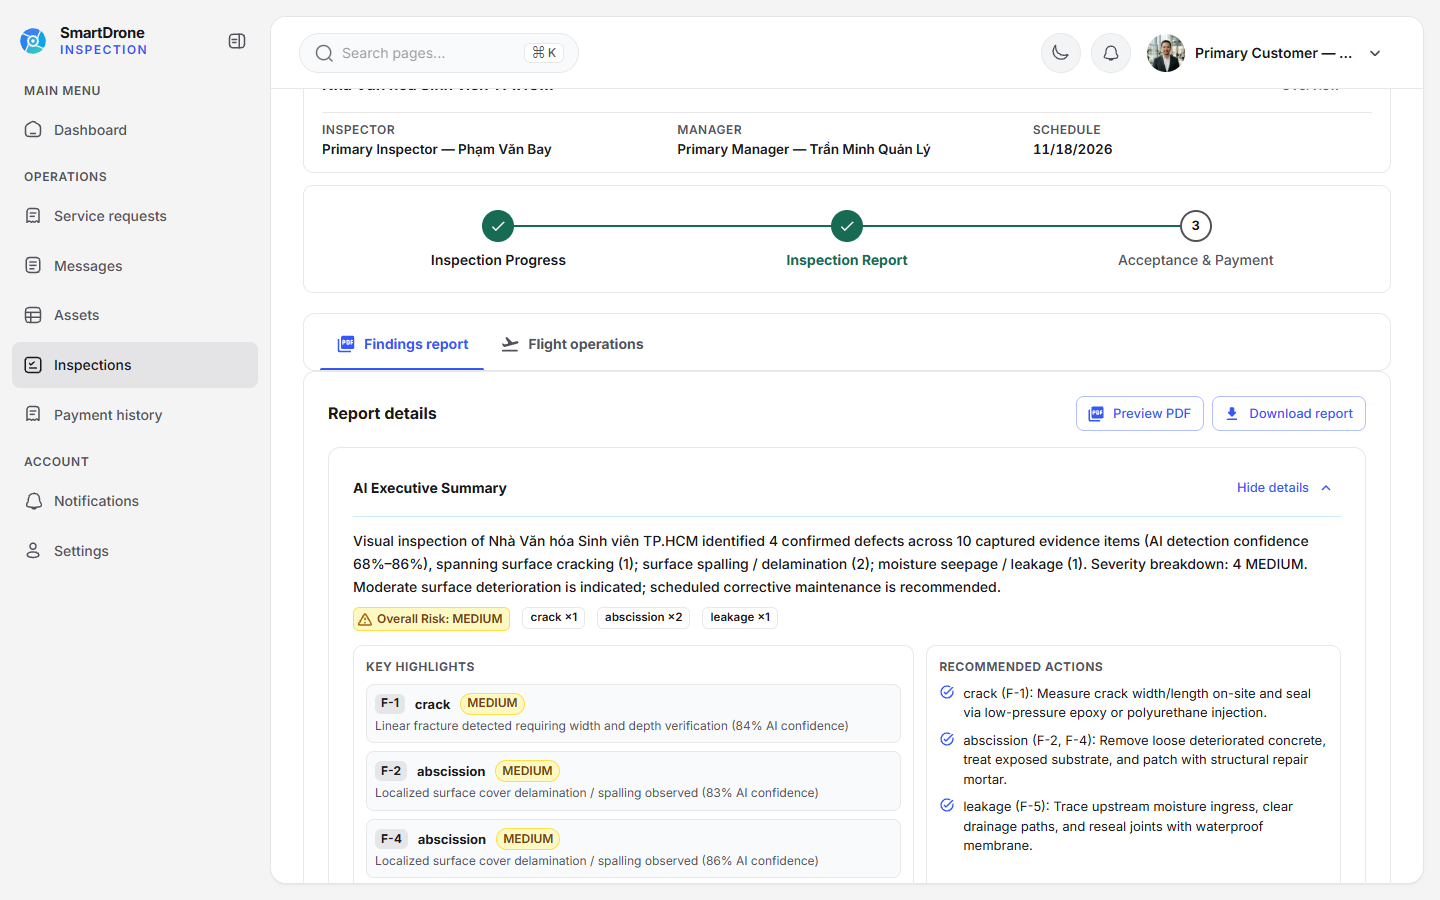 SmartDrone
INSPECTION
MAIN MENU
Dashboard
OPERATIONS
Service requests
Messages
Assets
Inspections
Payment history
ACCOUNT
Notifications
Settings
Search pages...
⌘ K
Primary Customer — ...
INSPECTOR
Primary Inspector — Phạm Văn Bay
MANAGER
Primary Manager — Trần Minh Quản Lý
SCHEDULE
11/18/2026
Inspection Progress
Inspection Report
3
Acceptance & Payment
PDF Findings report
Flight operations
Report details
PDF Preview PDF
Download report
AI Executive Summary
Hide details
Visual inspection of Nhà Văn hóa Sinh viên TP.HCM identified 4 confirmed defects across 10 captured evidence items (AI detection confidence
68%–86%), spanning surface cracking (1); surface spalling / delamination (2); moisture seepage / leakage (1). Severity breakdown: 4 MEDIUM.
Moderate surface deterioration is indicated; scheduled corrective maintenance is recommended.
Overall Risk: MEDIUM
crack ×1
abscission ×2
leakage ×1
KEY HIGHLIGHTS
F-1 crack MEDIUM
Linear fracture detected requiring width and depth verification (84% AI confidence)
F-2 abscission MEDIUM
Localized surface cover delamination / spalling observed (83% AI confidence)
F-4 abscission MEDIUM
Localized surface cover delamination / spalling observed (86% AI confidence)
RECOMMENDED ACTIONS
crack (F-1): Measure crack width/length on-site and seal
via low-pressure epoxy or polyurethane injection.
abscission (F-2, F-4): Remove loose deteriorated concrete,
treat exposed substrate, and patch with structural repair
mortar.
leakage (F-5): Trace upstream moisture ingress, clear
drainage paths, and reseal joints with waterproof
membrane.